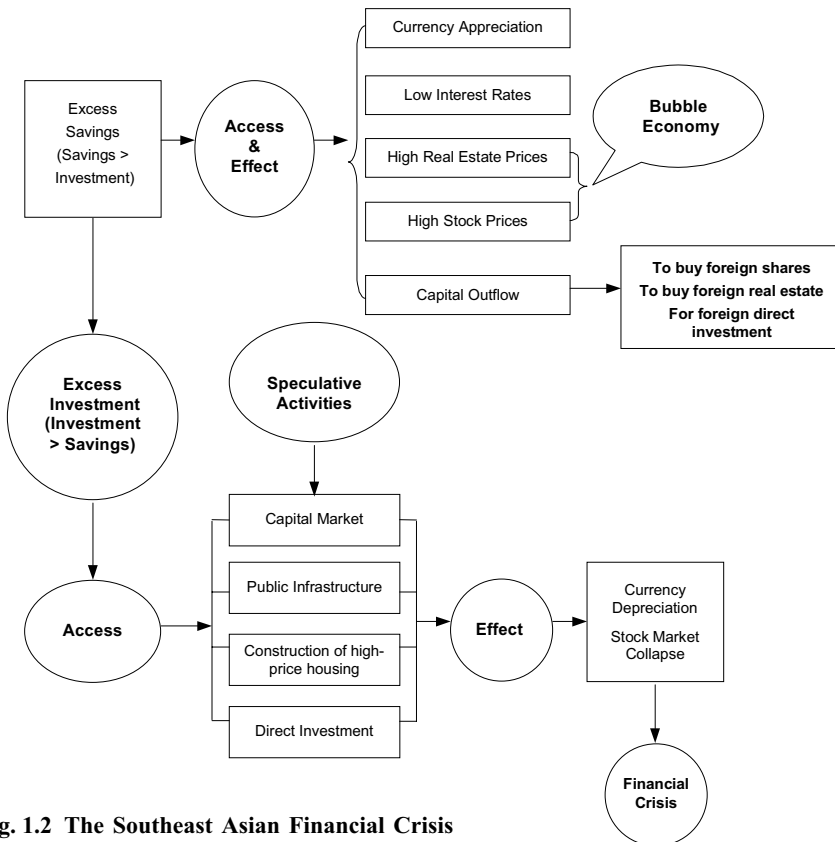 Currency Appreciation
Excess
Savings
(Savings >
Investment)
Access
&
Effect
Low Interest Rates
Bubble
Economy
High Real Estate Prices
High Stock Prices
Capital Outflow
To buy foreign shares
To buy foreign real estate
For foreign direct
investment
Excess
Investment
(Investment
> Savings)
Speculative
Activities
Capital Market
Public Infrastructure
Access
Construction of high-
price housing
Direct Investment
Effect
Currency
Depreciation
Stock Market
Collapse
Financial
Crisis
g. 1.2 The Southeast Asian Financial Crisis